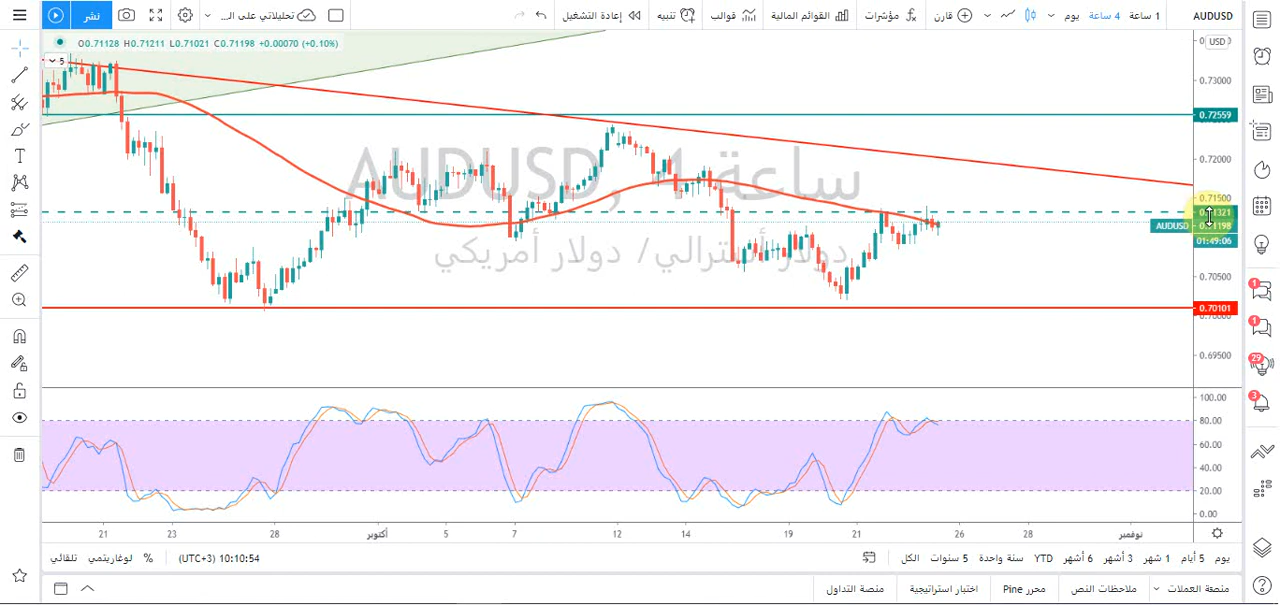 نشر
تحليلاتي على الـ...
إعادة التشغيل
تنبيه
قوالب
القوائم المالية
مؤشرات
قارن
يوم
4 ساعة
1 ساعة
AUDUSD
O0.71128 H0.71211 L0.71021 C0.71198 +0.00070 (+0.10%)
5
USD
0.73000
0.72559
0.72000
0.71500
0.71321
AUDUSD 0.71198
01:49:06
0.70500
0.70101
0.69500
دولار أسترالي/ دولار أمريكي
100.00
80.00
60.00
40.00
20.00
0.00
21 23 28 أكتوبر 5 7 12 14 19 21 26 28 نوفمبر
يوم 5 أيام 1 شهر 3 أشهر 6 أشهر YTD سنة واحدة 5 سنوات الكل
10:10:54 (UTC+3)
% لوغاريتمي تلقائي
منصة العملات ملاحظات النص محرر Pine اختبار استراتيجية منصة التداول
1
1
29
3